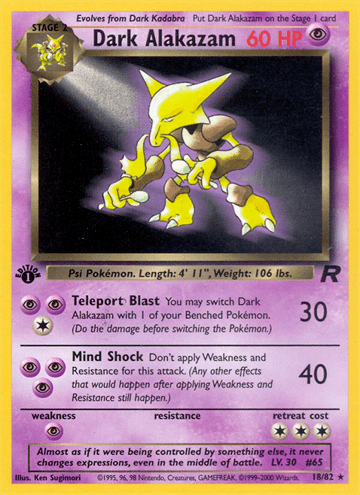 STAGE 2
Evolves from Dark Kadabra Put Dark Alakazam on the Stage 1 card
Dark Alakazam 60 HP
EDITION
1
Psi Pokémon. Length: 4' 11", Weight: 106 lbs.
R
Teleport Blast You may switch Dark
Alakazam with 1 of your Benched Pokémon.
(Do the damage before switching the Pokémon.)
30
Mind Shock Don't apply Weakness and
Resistance for this attack. (Any other effects
that would happen after applying Weakness and
Resistance still happen.)
40
weakness resistance retreat cost
Almost as if it were being controlled by something else, it never
changes expressions, even in the middle of battle. LV. 30 #65
Illus. Ken Sugimori ©1995, 96, 98 Nintendo, Creatures, GAMEFREAK. ©1999-2000 Wizards. 18/82 ★